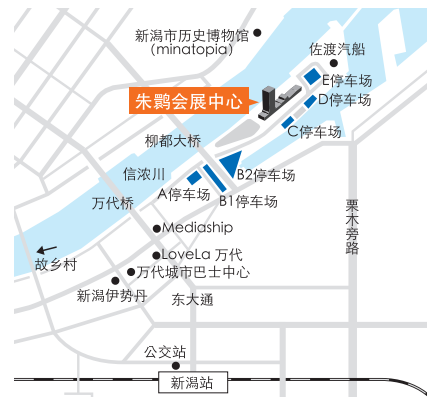 新潟市历史博物馆
(minatopia)
佐渡汽船
E停车场
朱鹮会展中心
D停车场
C停车场
柳都大桥
信浓川
B2停车场
A停车场
B1停车场
万代桥
栗木旁路
Mediaship
故乡村
LoveLa 万代
万代城市巴士中心
新潟伊势丹
东大通
公交站
新潟站